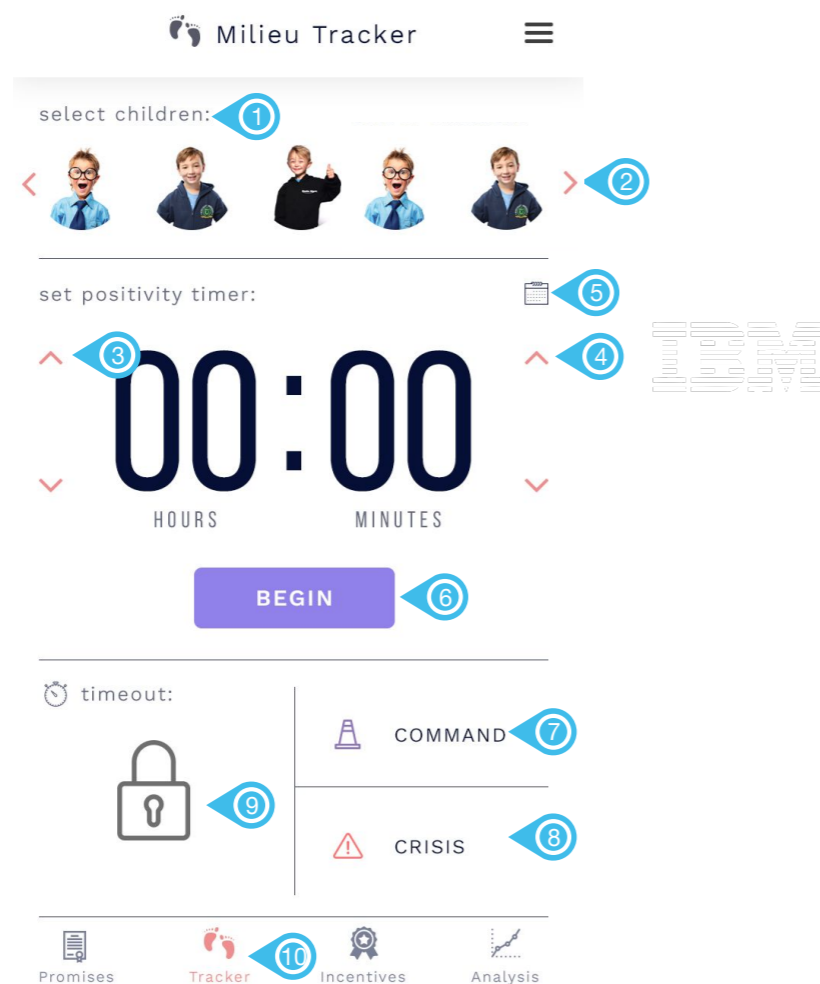 Milieu Tracker
select children:
1
2
set positivity timer:
5
3
4
00:00
HOURS MINUTES
IBM
BEGIN
6
timeout:
COMMAND
7
9
CRISIS
8
10
Promises Tracker Incentives Analysis